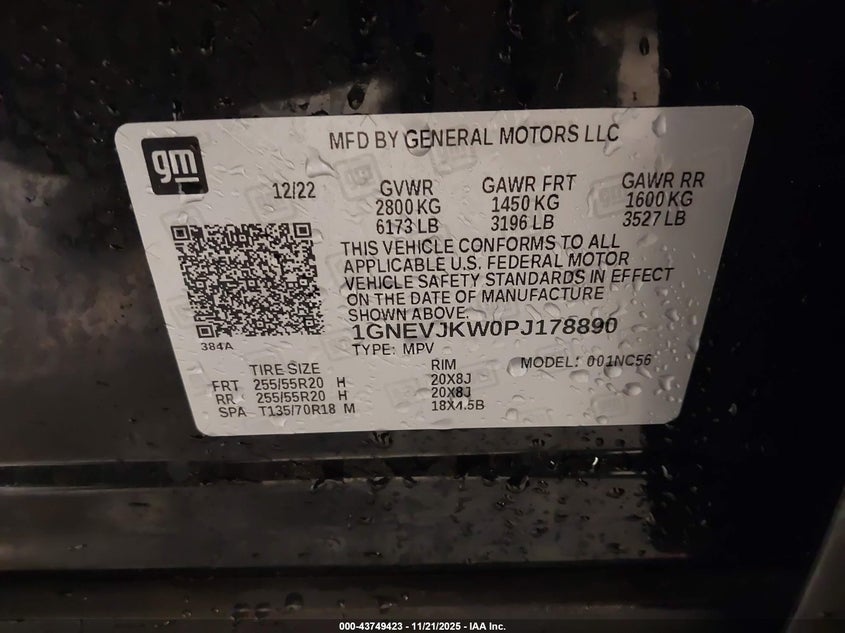 gm
MFD BY GENERAL MOTORS LLC
12/22 GVWR GAWR FRT GAWR RR
2800 KG 1450 KG 1600 KG
6173 LB 3196 LB 3527 LB
THIS VEHICLE CONFORMS TO ALL
APPLICABLE U.S. FEDERAL MOTOR
VEHICLE SAFETY STANDARDS IN EFFECT
ON THE DATE OF MANUFACTURE
SHOWN ABOVE.
384A
1GNEVJKW0PJ178890
TYPE: MPV MODEL: 001NC56
TIRE SIZE RIM
FRT 255/55R20 H 20X8J
RR 255/55R20 H 20X8J
SPA T135/70R18 M 18X4.5B
000-43749423 - 11/21/2025 - IAA Inc.